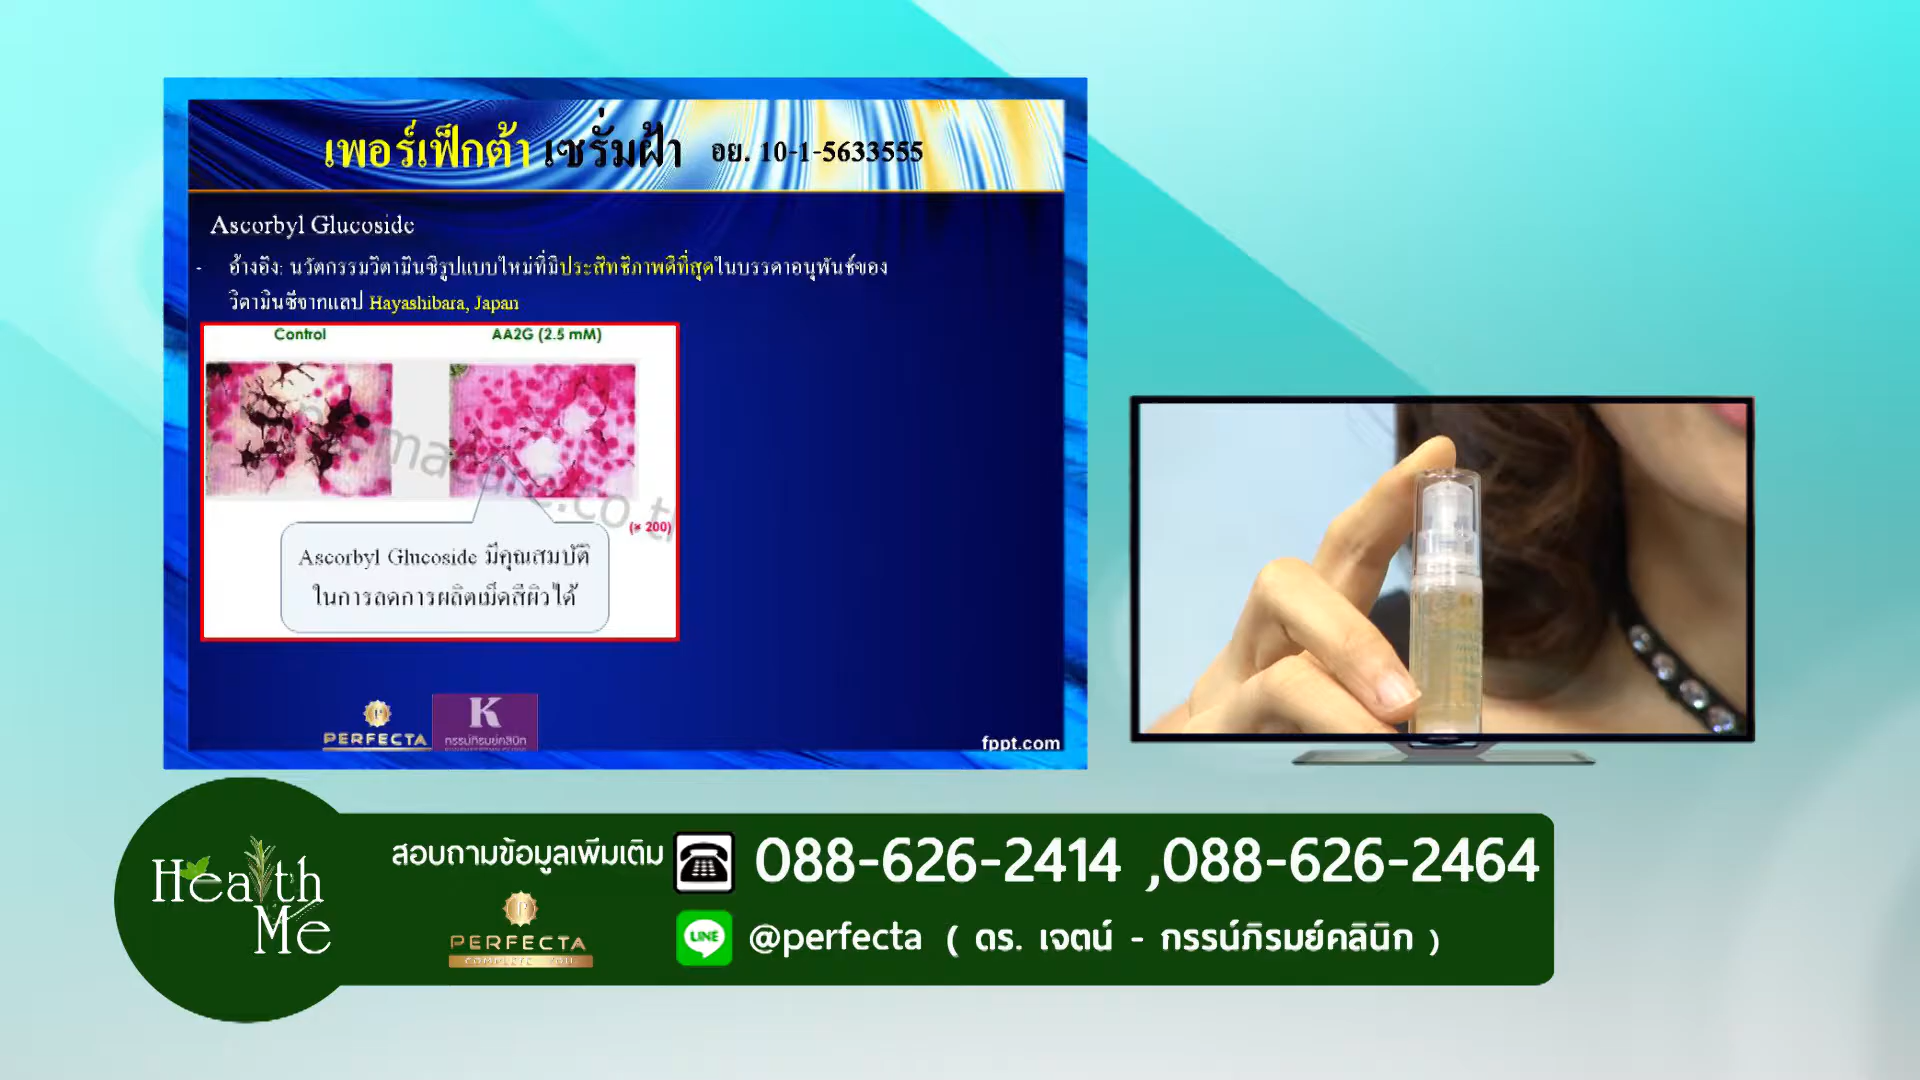 เพอร์เฟ็กต้า เซรั่มฝ้า อย. 10-1-5633555
Ascorbyl Glucoside
- อ้างอิง: นวัตกรรมวิตามินซีรูปแบบใหม่ที่มีประสิทธิภาพดีที่สุดในบรรดาอนุพันธ์ของ
วิตามินซีจากแลป Hayashibara, Japan
Control AA2G (2.5 mM)
(× 200)
Ascorbyl Glucoside มีคุณสมบัติ
ในการลดการผลิตเม็ดสีผิวได้
PERFECTA
K
กรรณ์ภิรมย์คลินิก
fppt.com
Health
Me
สอบถามข้อมูลเพิ่มเติม 088-626-2414 ,088-626-2464
PERFECTA
COMPLETE YOU
LINE @perfecta ( ดร. เจตน์ - กรรณ์ภิรมย์คลินิก )